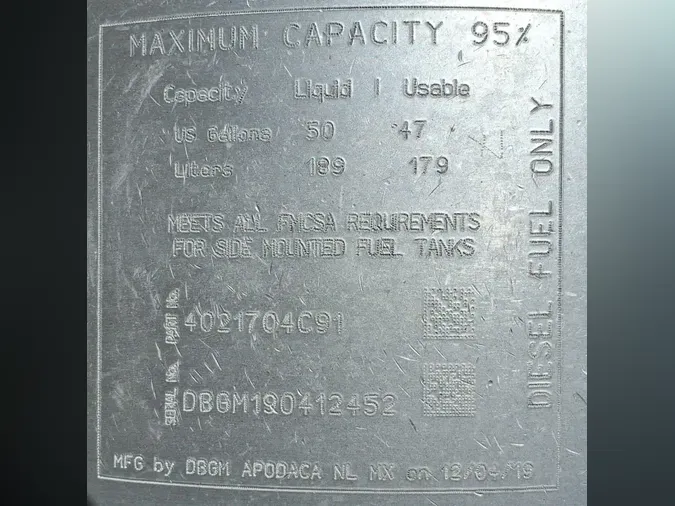 MAXIMUM CAPACITY 95%
Capacity Liquid | Usable
US Gallons 50 47
Liters 189 179
MEETS ALL FMCSA REQUIREMENTS
FOR SIDE MOUNTED FUEL TANKS
PART No. 4021704C91
SERIAL No. DBGM190412452
MFG by DBGM APODACA NL MX on 12/04/19
DIESEL FUEL ONLY